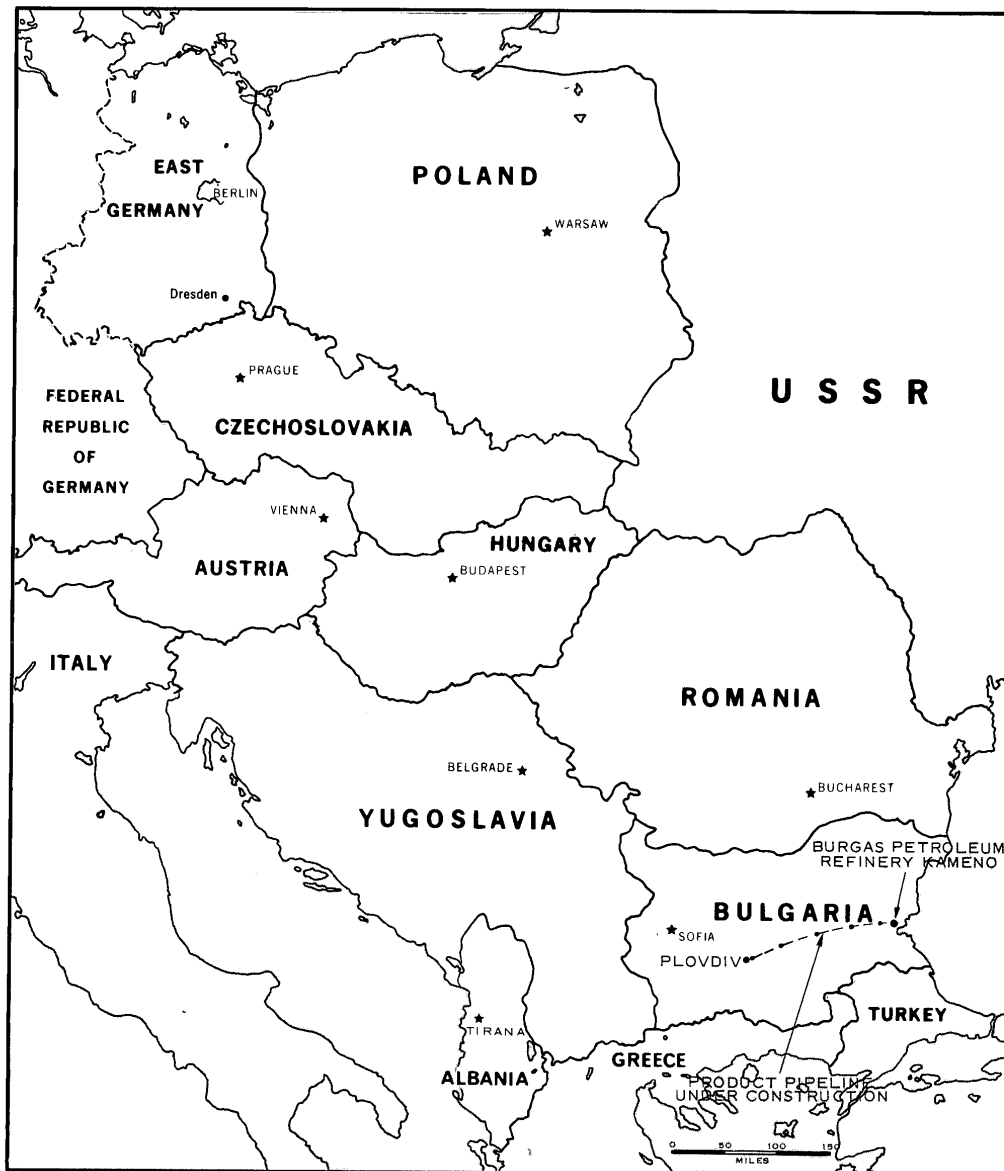 EAST
GERMANY
BERLIN
POLAND
WARSAW
Dresden
PRAGUE
USSR
FEDERAL
REPUBLIC
OF
GERMANY
CZECHOSLOVAKIA
VIENNA
HUNGARY
AUSTRIA
BUDAPEST
ITALY
ROMANIA
BELGRADE
BUCHAREST
YUGOSLAVIA
BURGAS PETROLEUM
REFINERY KAMENO
BULGARIA
SOFIA
PLOVDIV
TURKEY
TIRANA
GREECE
ALBANIA
PRODUCT PIPELINE
UNDER CONSTRUCTION
0 50 100 150
MILES